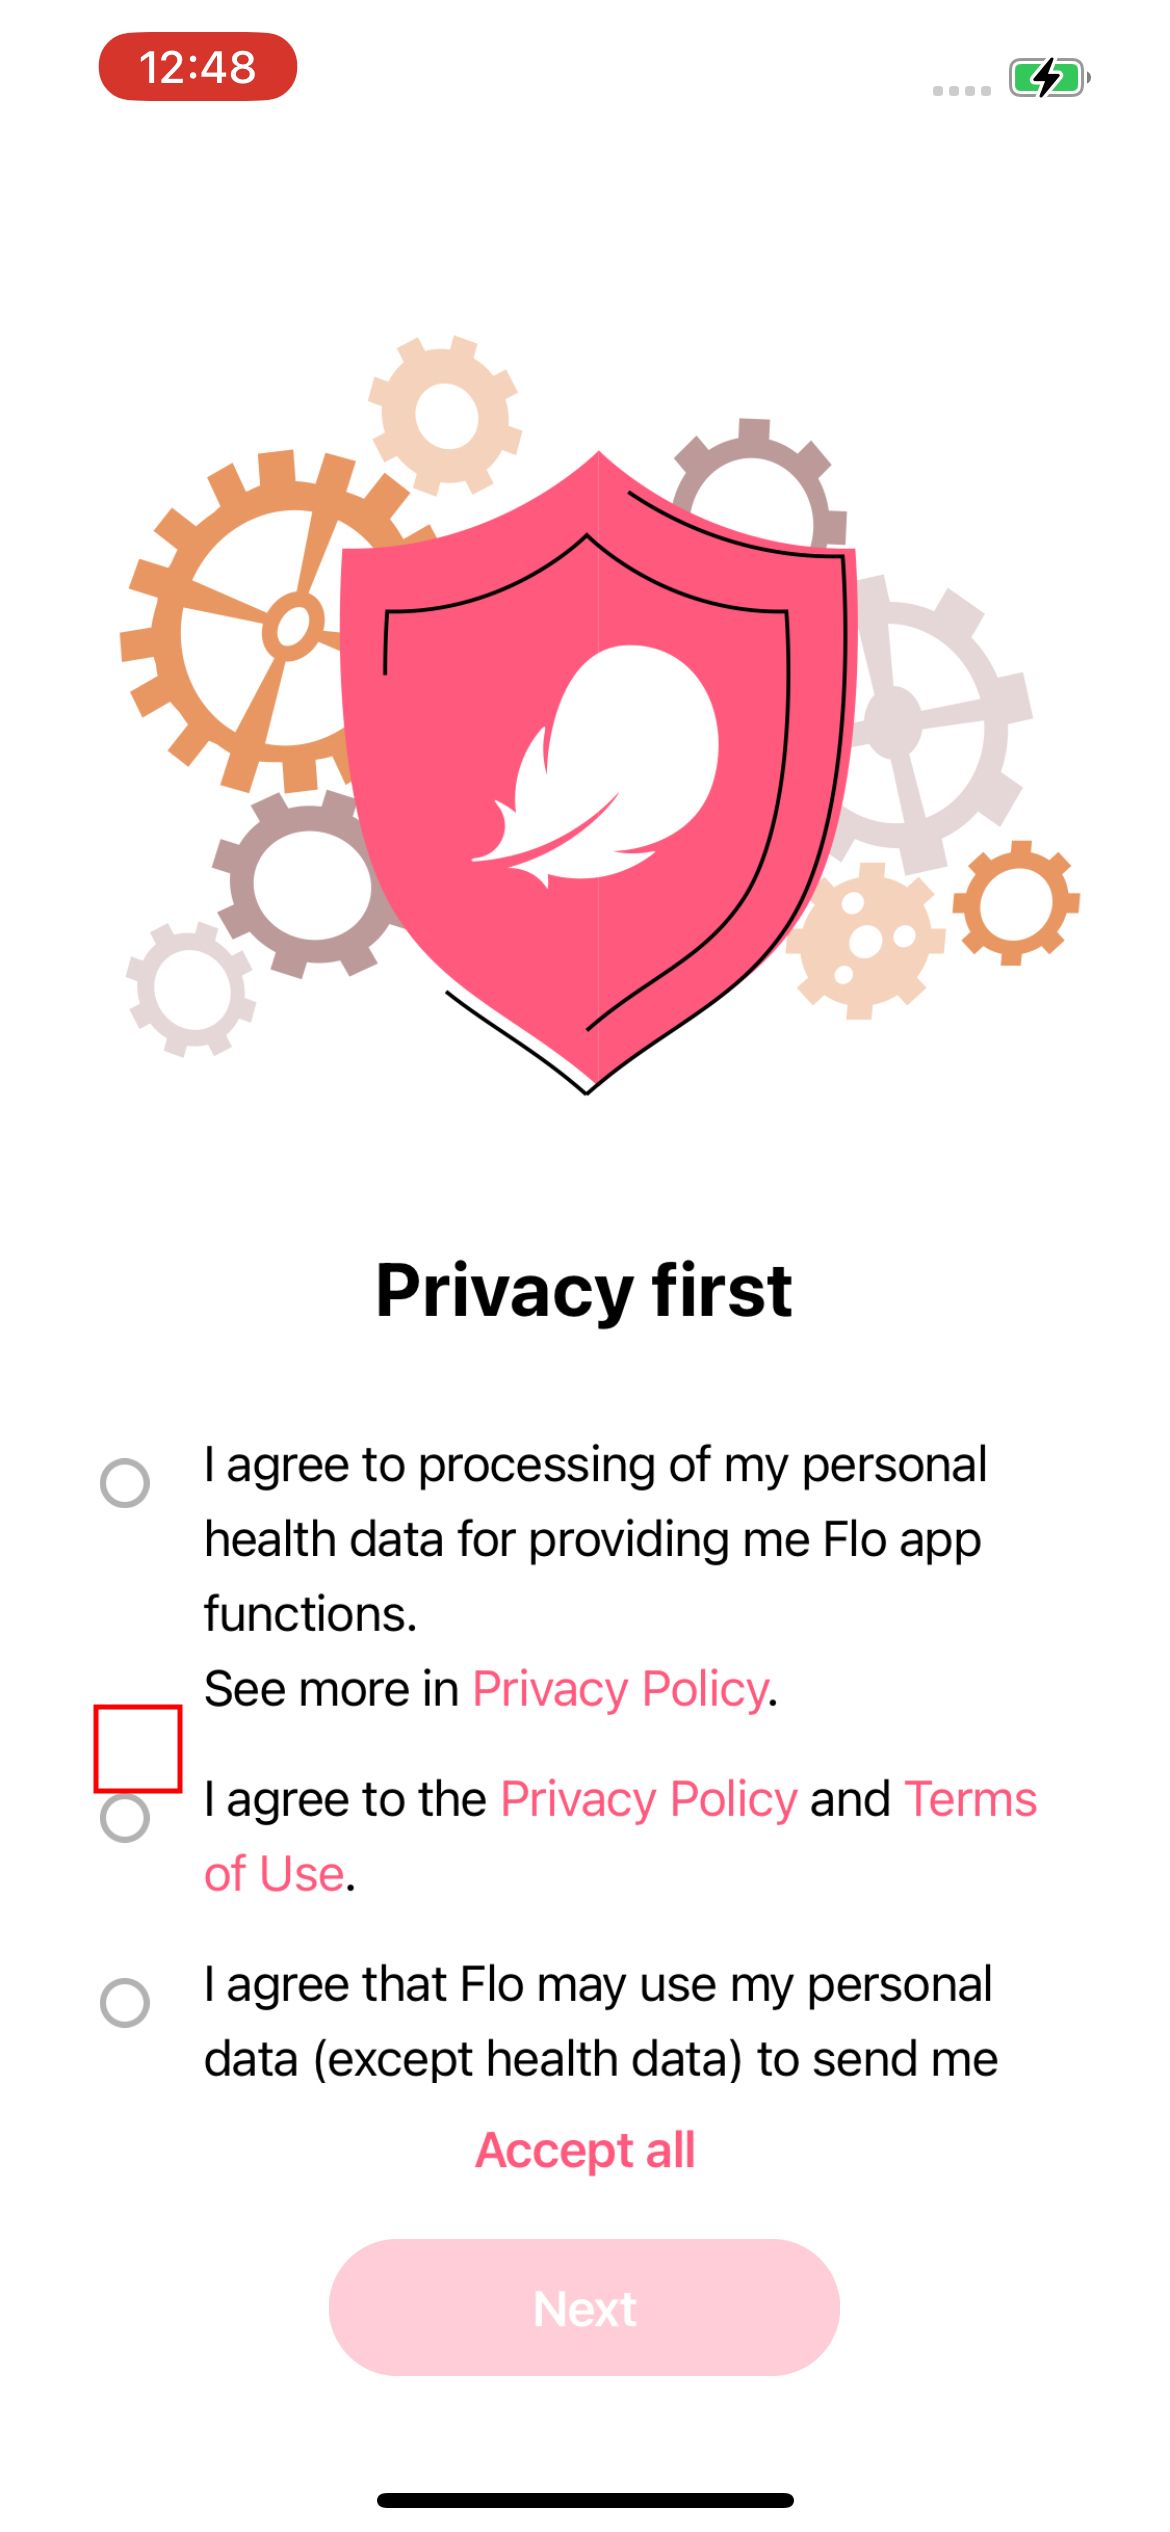 12:48
Privacy first
I agree to processing of my personal
health data for providing me Flo app
functions.
See more in Privacy Policy.
I agree to the Privacy Policy and Terms
of Use.
I agree that Flo may use my personal
data (except health data) to send me
Accept all
Next